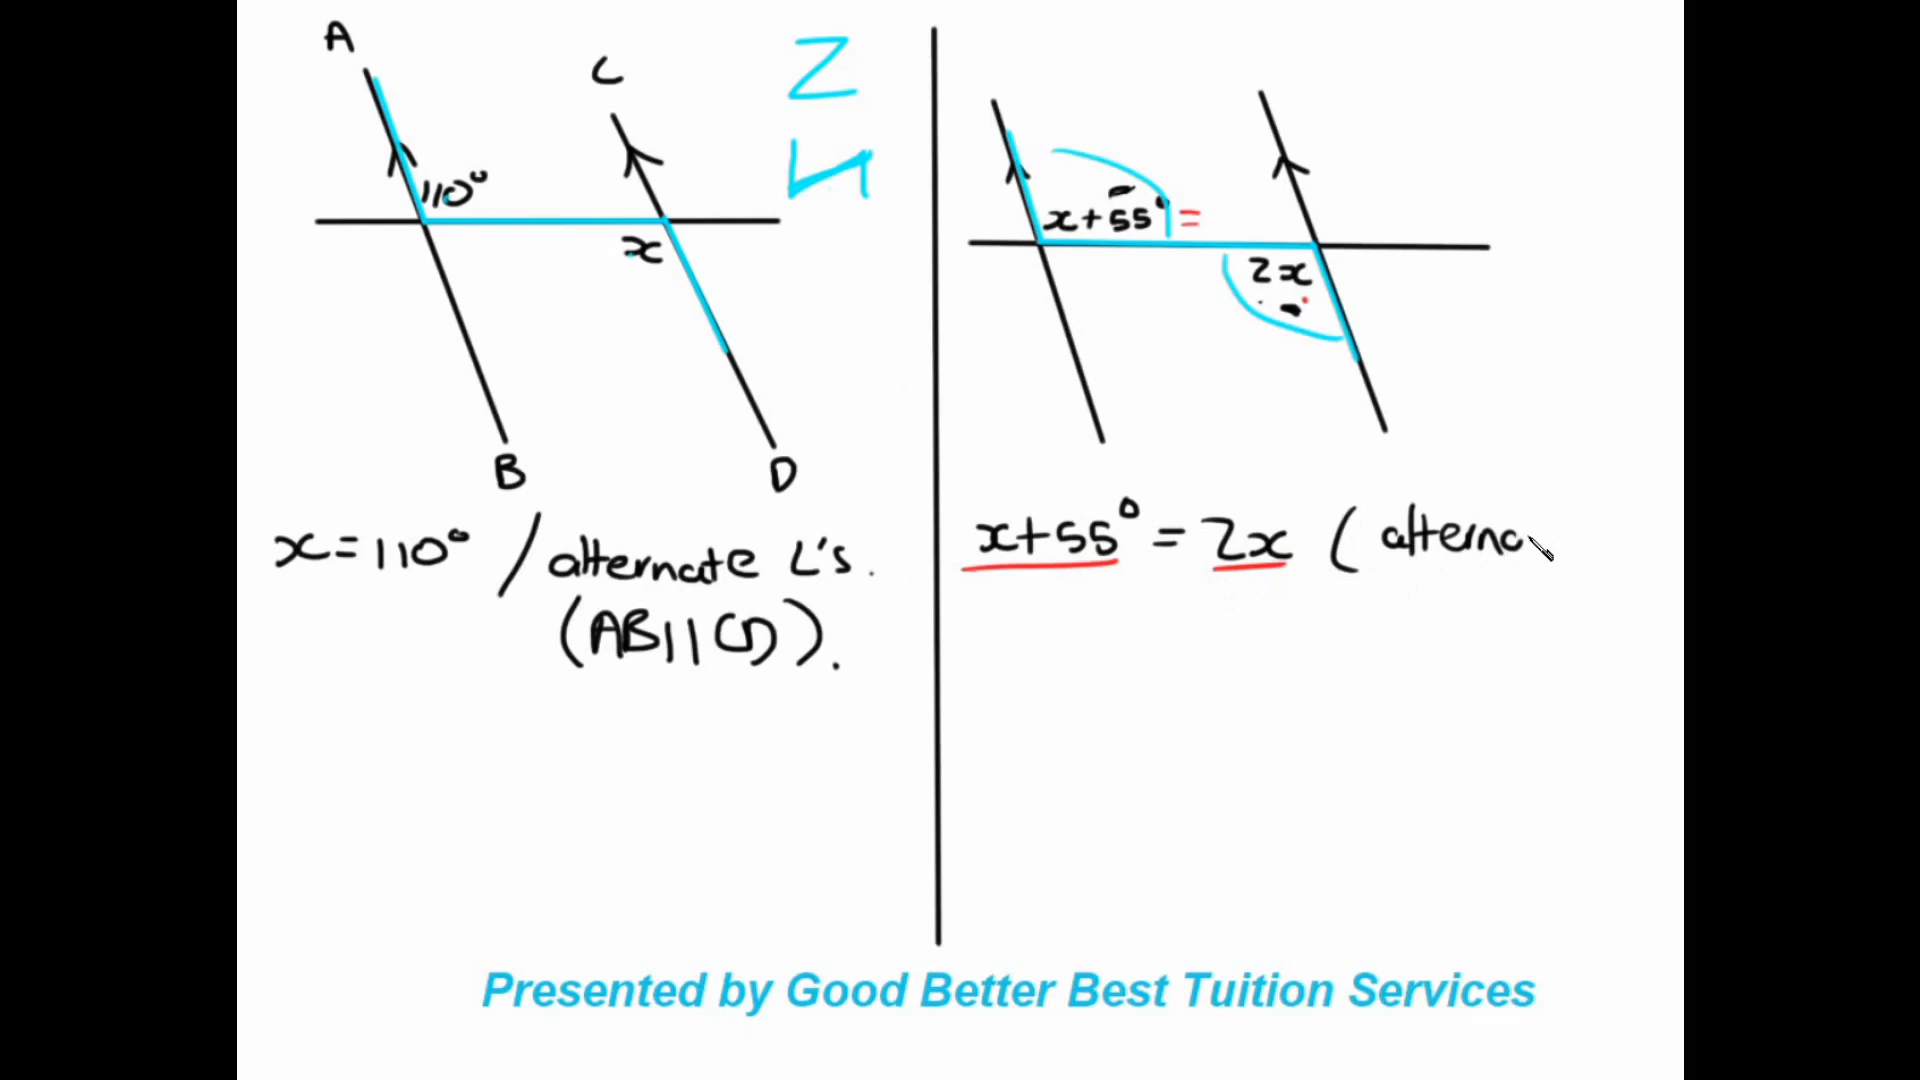 A
C
Z
110°
x
B
D
x = 110° / alternate L's.
(AB||CD).
x+55° =
2x
x+55° = 2x (alterna
Presented by Good Better Best Tuition Services